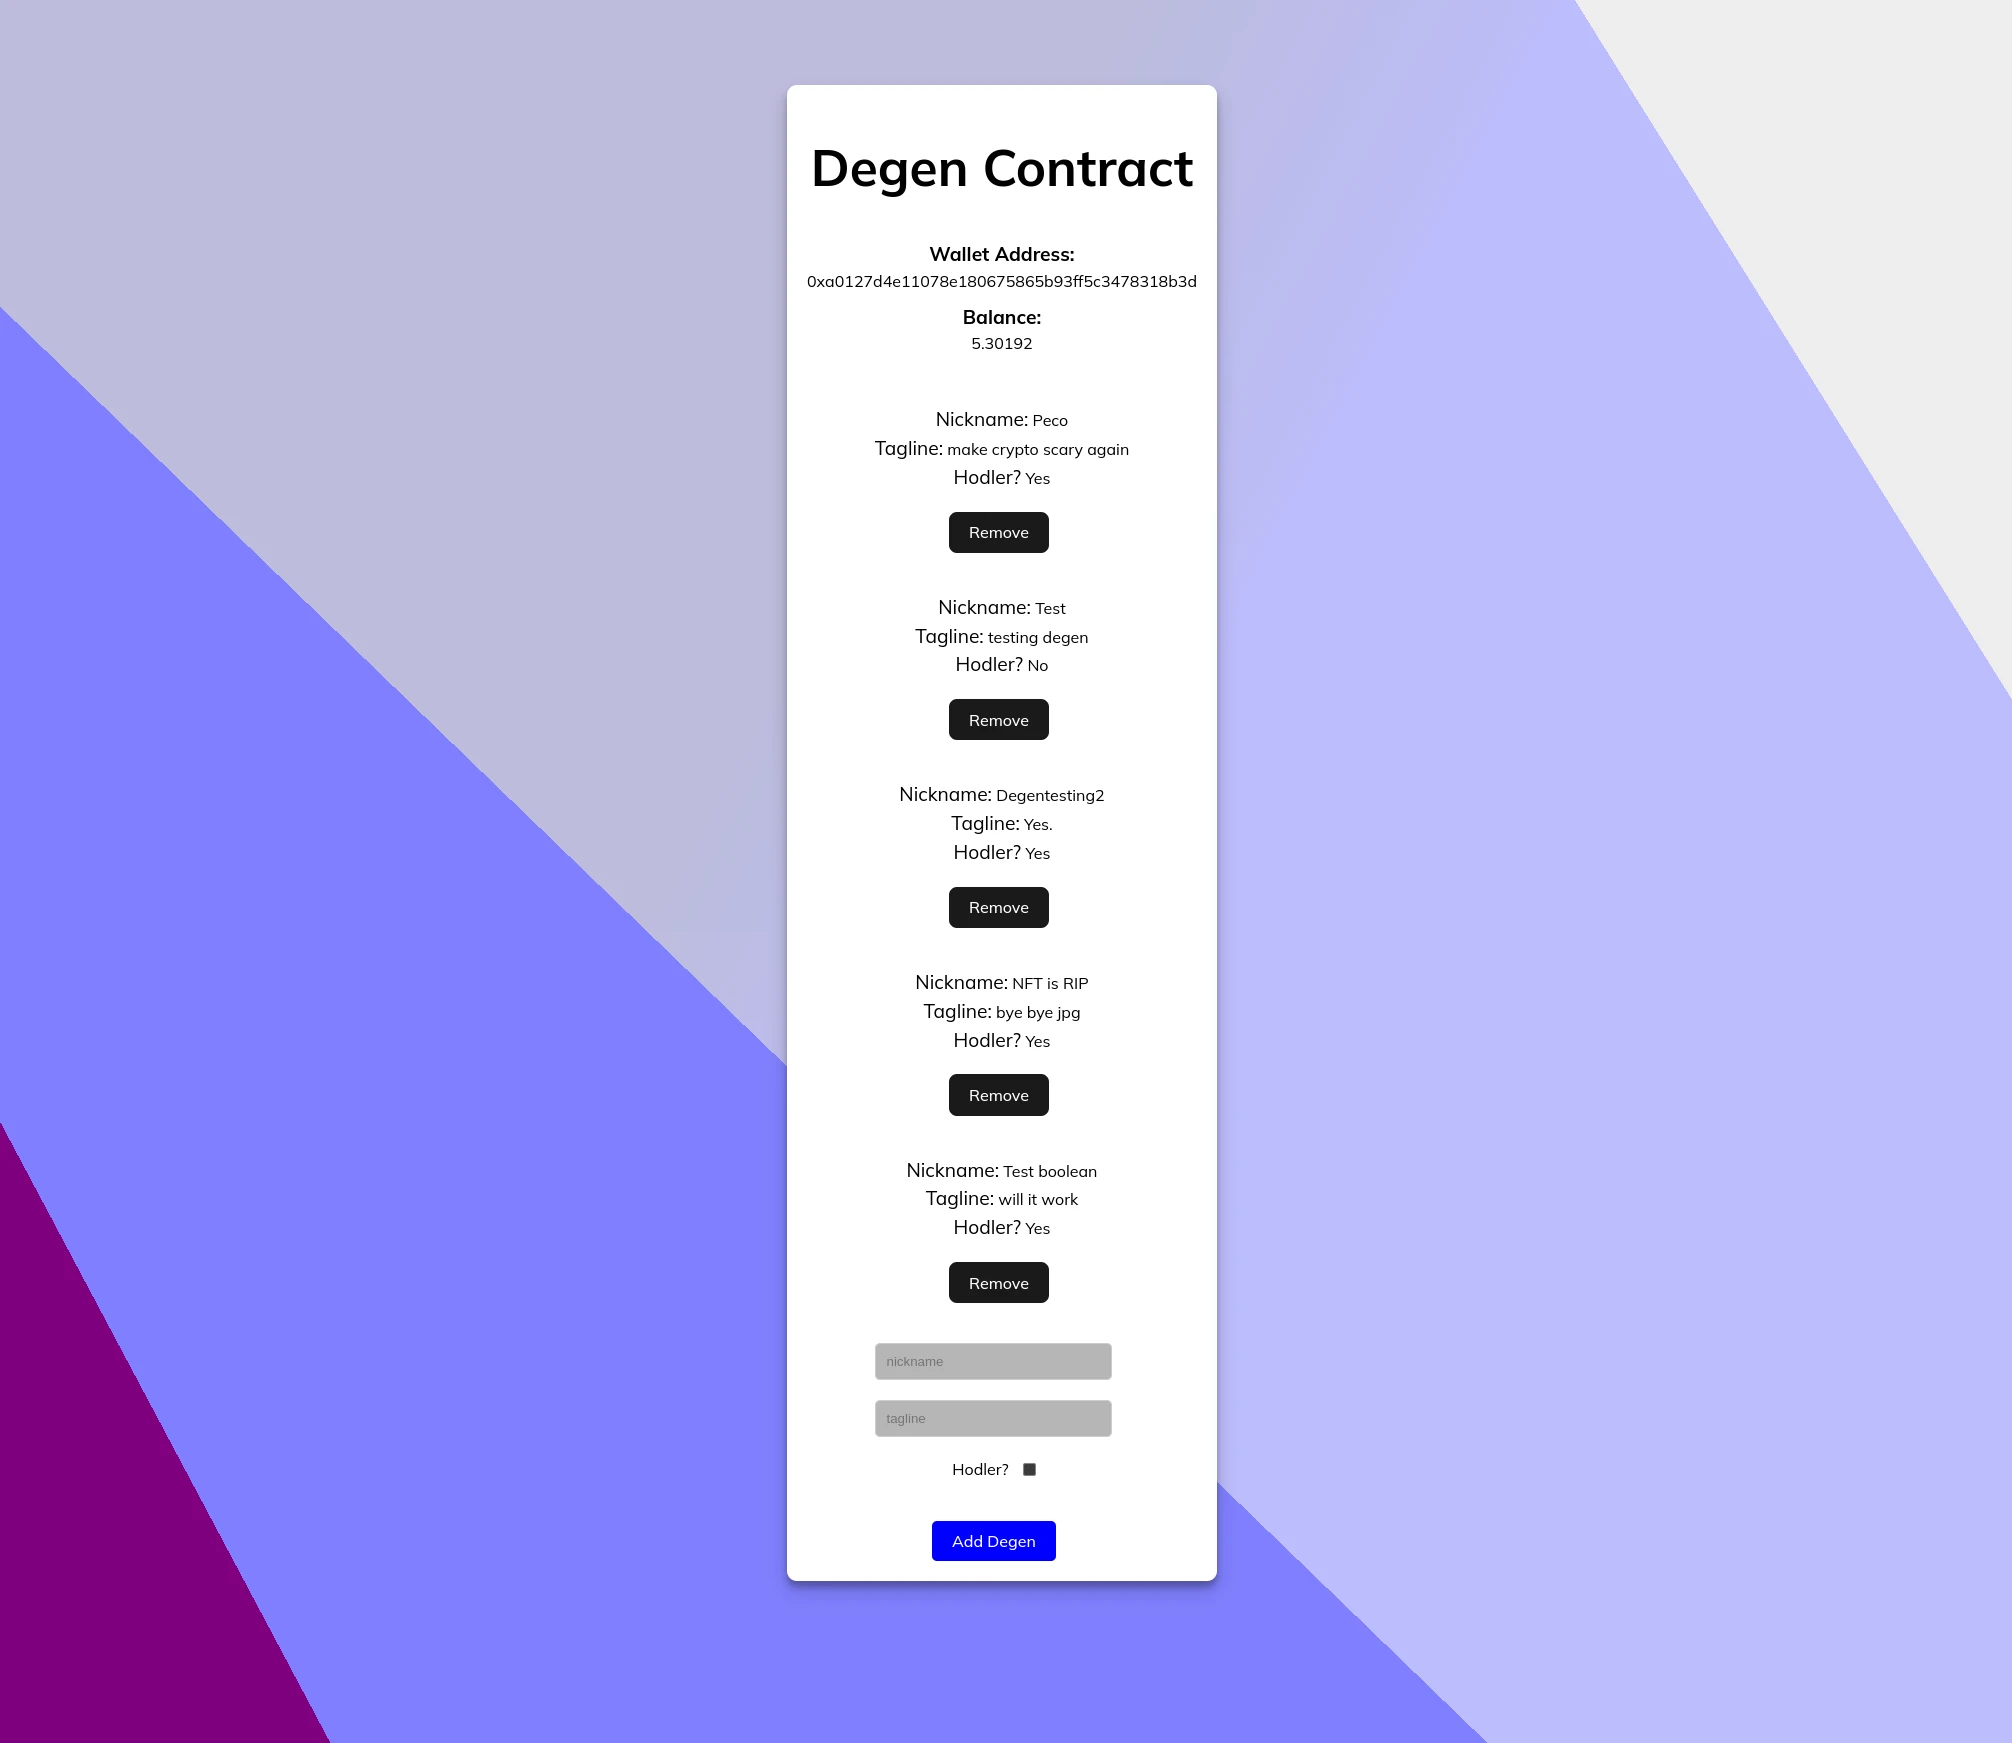 Degen Contract
Wallet Address:
0xa0127d4e11078e180675865b93ff5c3478318b3d
Balance:
5.30192
Nickname: Peco
Tagline: make crypto scary again
Hodler? Yes
Remove
Nickname: Test
Tagline: testing degen
Hodler? No
Remove
Nickname: Degentesting2
Tagline: Yes.
Hodler? Yes
Remove
Nickname: NFT is RIP
Tagline: bye bye jpg
Hodler? Yes
Remove
Nickname: Test boolean
Tagline: will it work
Hodler? Yes
Remove
nickname
tagline
Hodler?
Add Degen